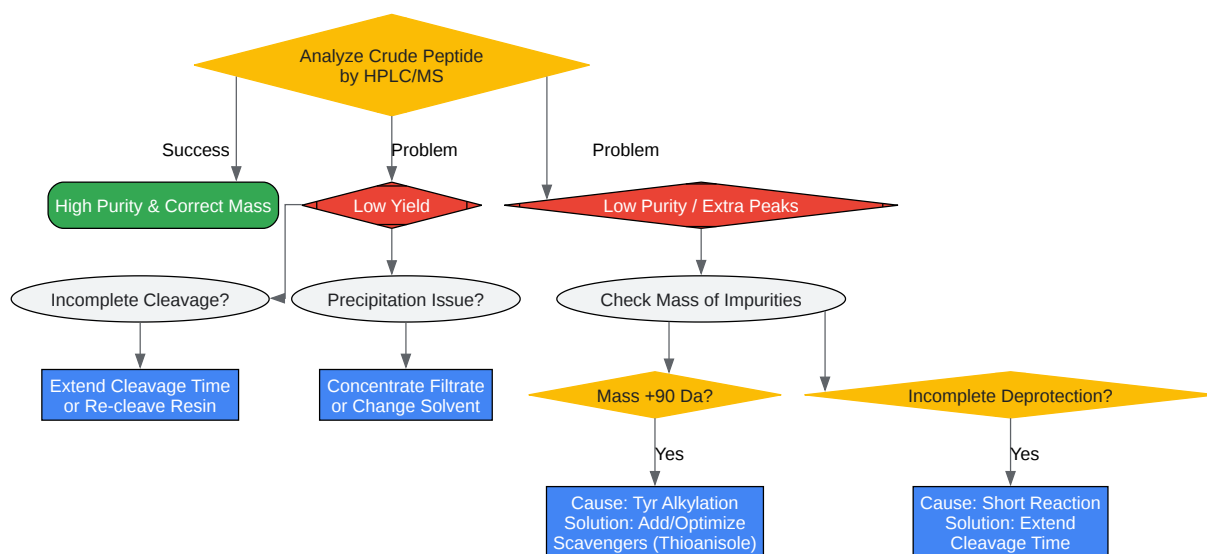 Analyze Crude Peptide
by HPLC/MS
Success
Problem
Problem
High Purity & Correct Mass
Low Yield
Low Purity / Extra Peaks
Incomplete Cleavage?
Precipitation Issue?
Check Mass of Impurities
Extend Cleavage Time
or Re-cleave Resin
Concentrate Filtrate
or Change Solvent
Mass +90 Da?
Incomplete Deprotection?
Yes
Yes
Cause: Tyr Alkylation
Solution: Add/Optimize
Scavengers (Thioanisole)
Cause: Short Reaction
Solution: Extend
Cleavage Time